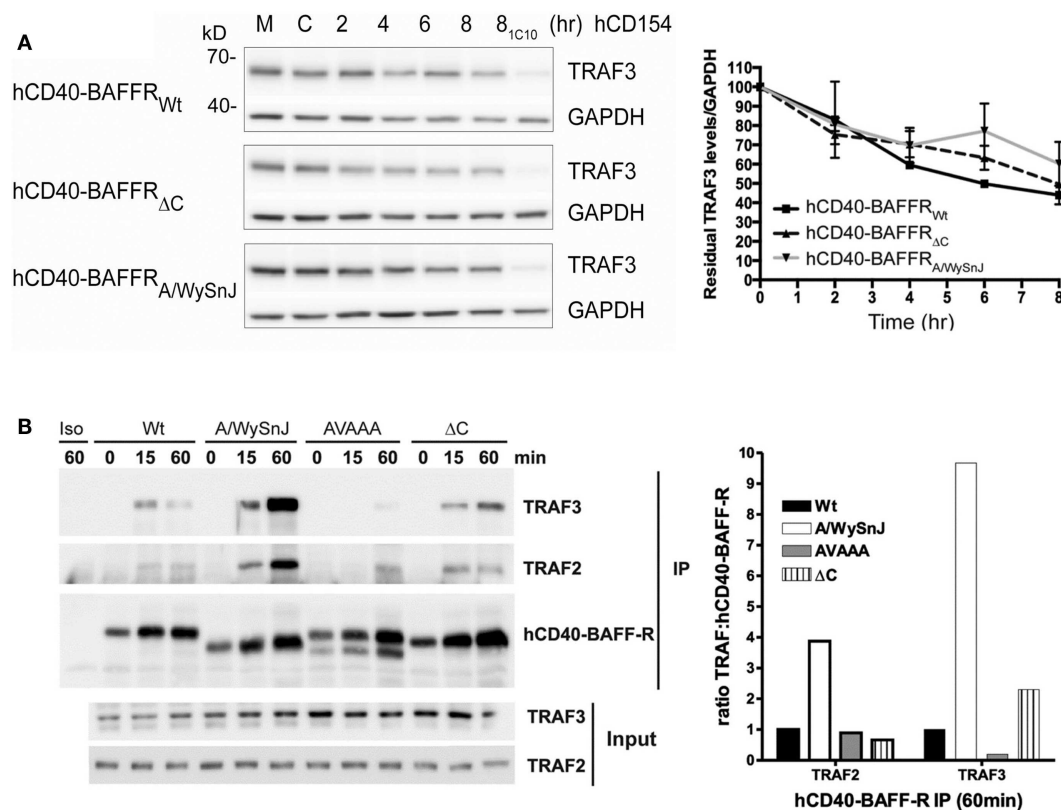 A
kD
M C 2 4 6 8 8 1C10 (hr) hCD154
70-
40-
hCD40-BAFFR Wt
TRAF3
GAPDH
hCD40-BAFFR ΔC
TRAF3
GAPDH
hCD40-BAFFR A/WySnJ
TRAF3
GAPDH
Residual TRAF3 levels/GAPDH
110
100
90
80
70
60
50
40
30
20
10
0
hCD40-BAFFR Wt
hCD40-BAFFR ΔC
hCD40-BAFFR A/WySnJ
0 2 4 6 8
Time (hr)
B
Iso Wt A/WySnJ AVAAA ΔC
60 0 15 60 0 15 60 0 15 60 0 15 60 min
TRAF3
TRAF2
hCD40-BAFF-R
IP
TRAF3
TRAF2
Input
ratio TRAF:hCD40-BAFF-R
10
9
8
7
6
5
4
3
2
1
0
Wt
A/WySnJ
AVAAA
ΔC
TRAF2 TRAF3
hCD40-BAFF-R IP (60min)